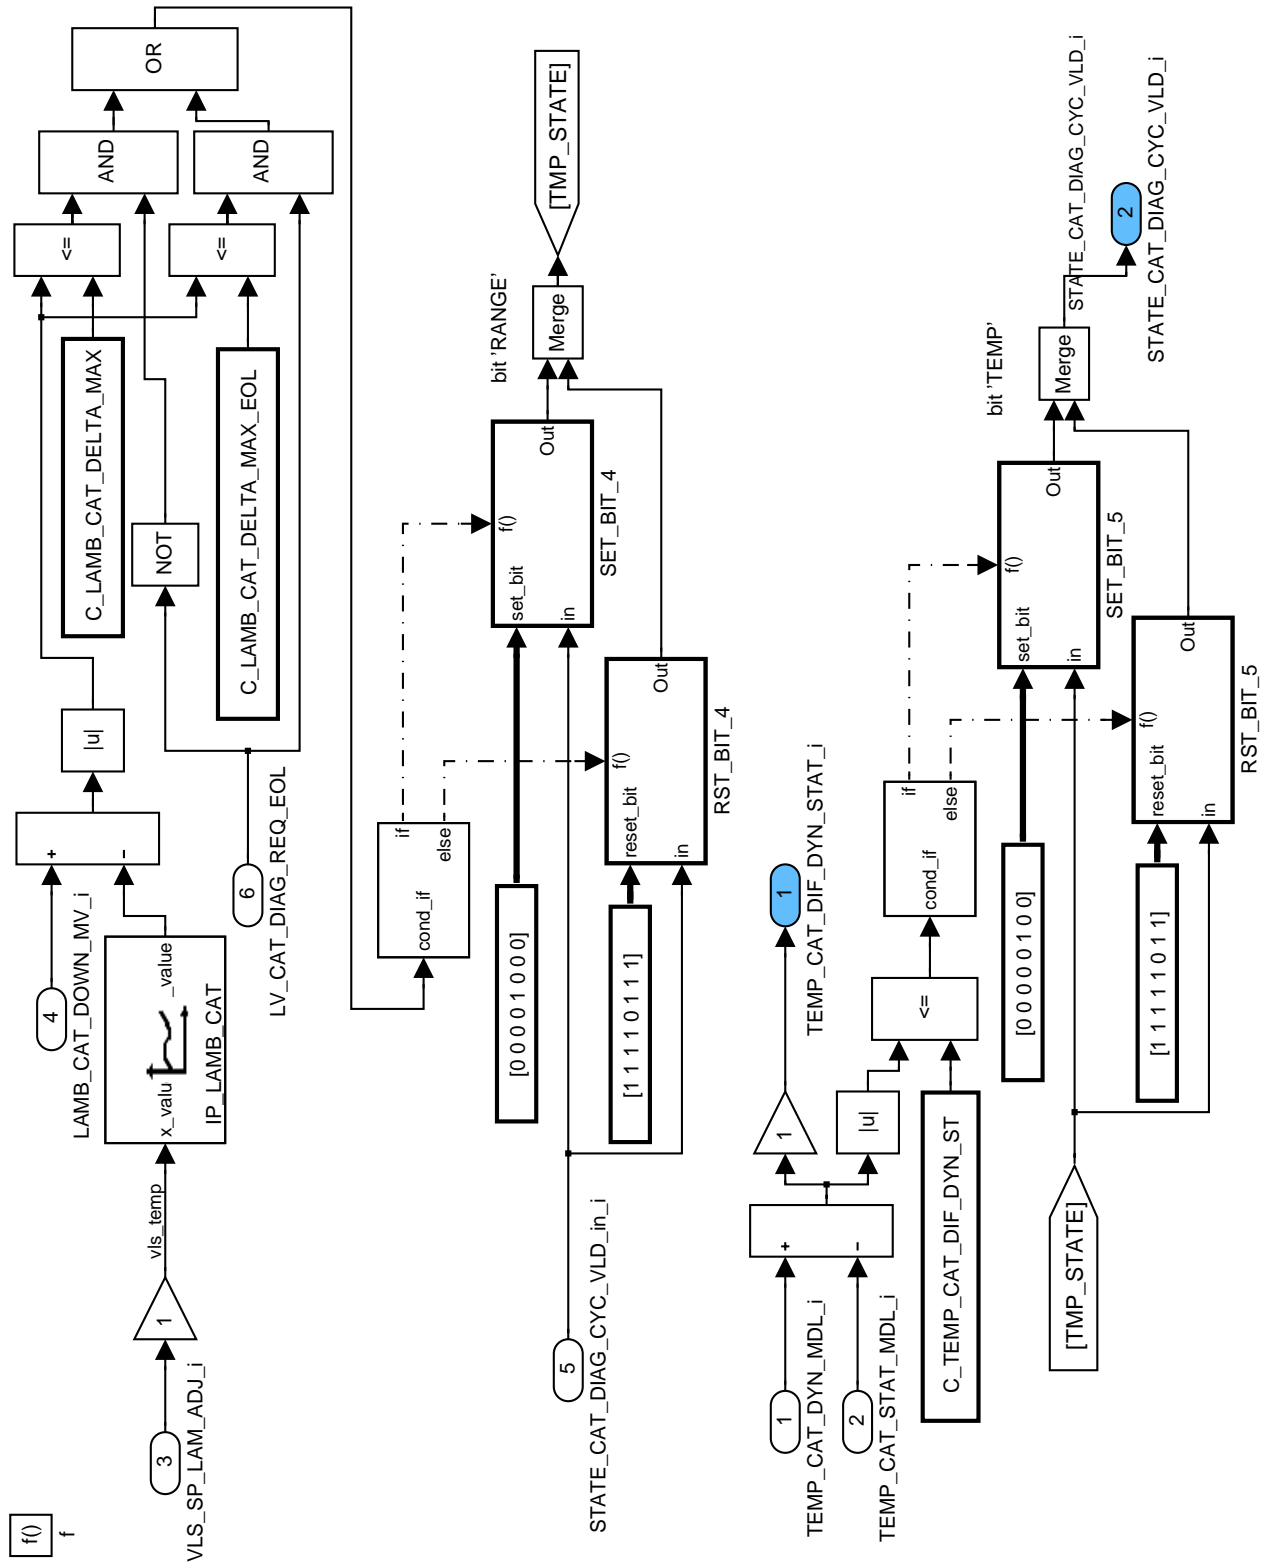 f()
f
3
VLS_SP_LAM_ADJ_i
1
vls_temp
x_valu
_value
IP_LAMB_CAT
4
LAMB_CAT_DOWN_MV_i
+
-
|u|
6
LV_CAT_DIAG_REQ_EOL
NOT
C_LAMB_CAT_DELTA_MAX
C_LAMB_CAT_DELTA_MAX_EOL
<=
<=
AND
AND
OR
cond_if
if
else
5
STATE_CAT_DIAG_CYC_VLD_in_i
[0 0 0 0 1 0 0 0]
[1 1 1 1 0 1 1 1]
set_bit
in
f()
Out
SET_BIT_4
reset_bit
in
f()
Out
RST_BIT_4
bit 'RANGE'
Merge
[TMP_STATE]
1
TEMP_CAT_DYN_MDL_i
2
TEMP_CAT_STAT_MDL_i
+
-
1
1
TEMP_CAT_DIF_DYN_STAT_i
|u|
C_TEMP_CAT_DIF_DYN_ST
<=
cond_if
if
else
[TMP_STATE]
[0 0 0 0 0 1 0 0]
[1 1 1 1 1 0 1 1]
set_bit
in
f()
Out
SET_BIT_5
reset_bit
in
f()
Out
RST_BIT_5
bit 'TEMP'
Merge
STATE_CAT_DIAG_CYC_VLD_i
2
STATE_CAT_DIAG_CYC_VLD_i